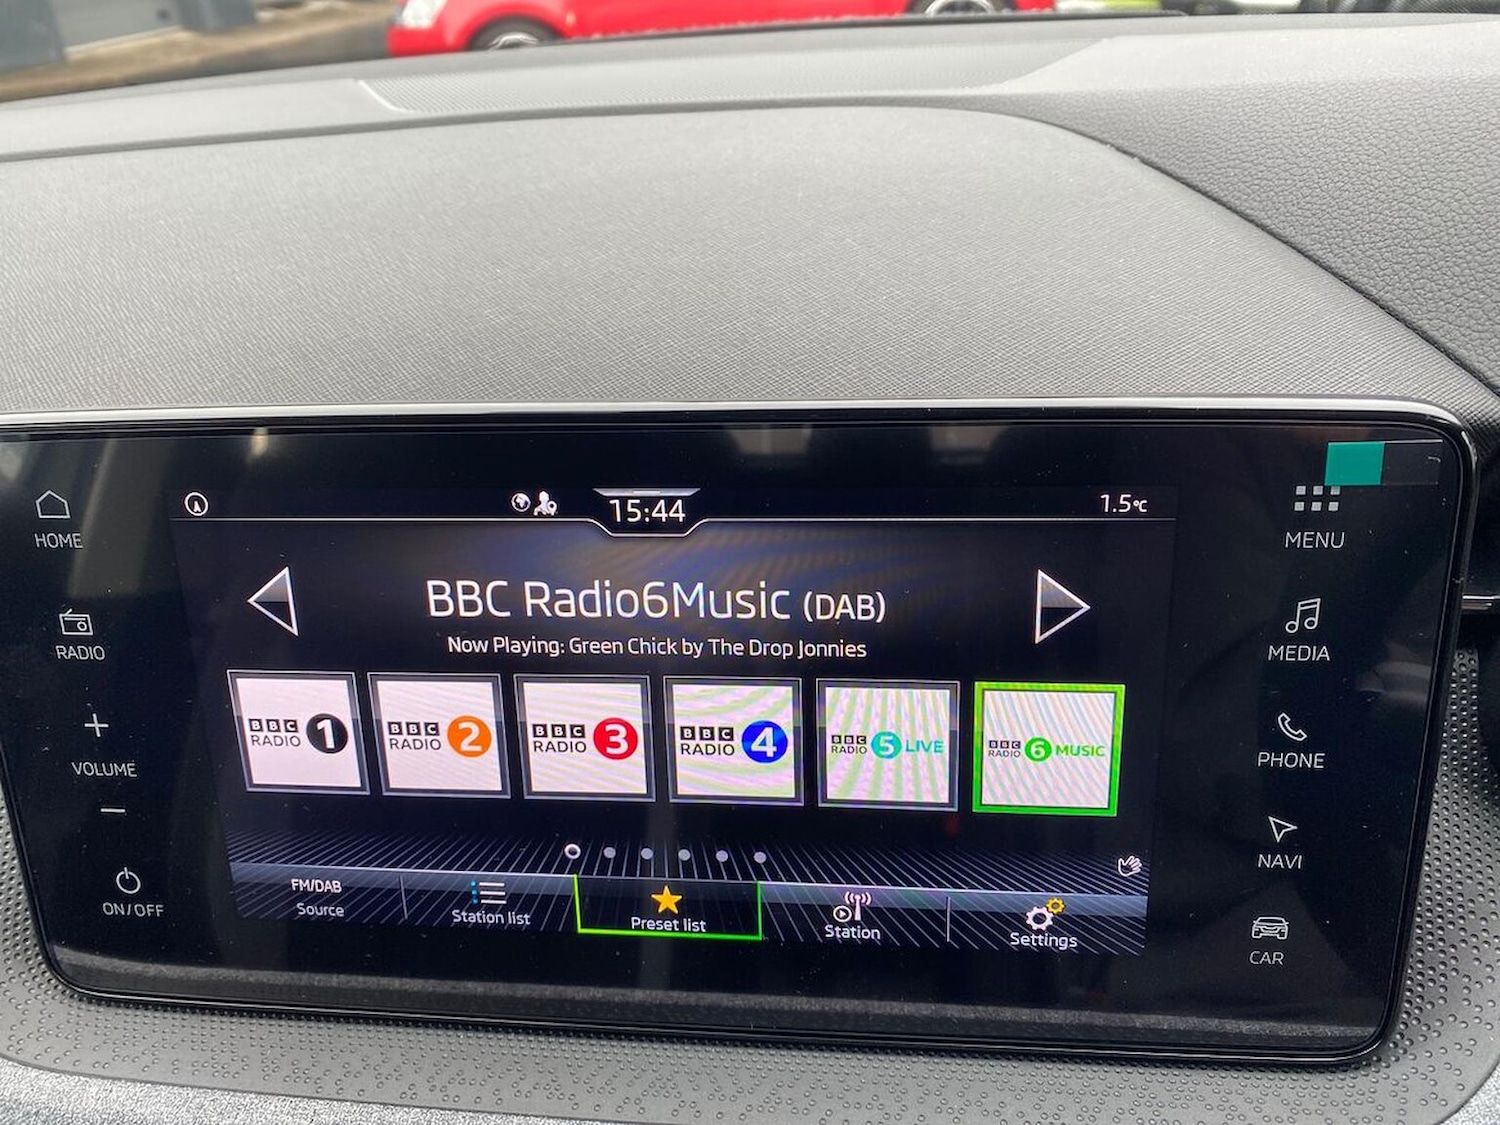 15:44
1.5°C
HOME
RADIO
+
VOLUME
−
ON/OFF
BBC Radio6Music (DAB)
Now Playing: Green Chick by The Drop Jonnies
BBC
RADIO 1
BBC
RADIO 2
BBC
RADIO 3
BBC
RADIO 4
BBC
RADIO 5 LIVE
BBC
RADIO 6 MUSIC
FM/DAB
Source
Station list
Preset list
Station
Settings
MENU
MEDIA
PHONE
NAVI
CAR